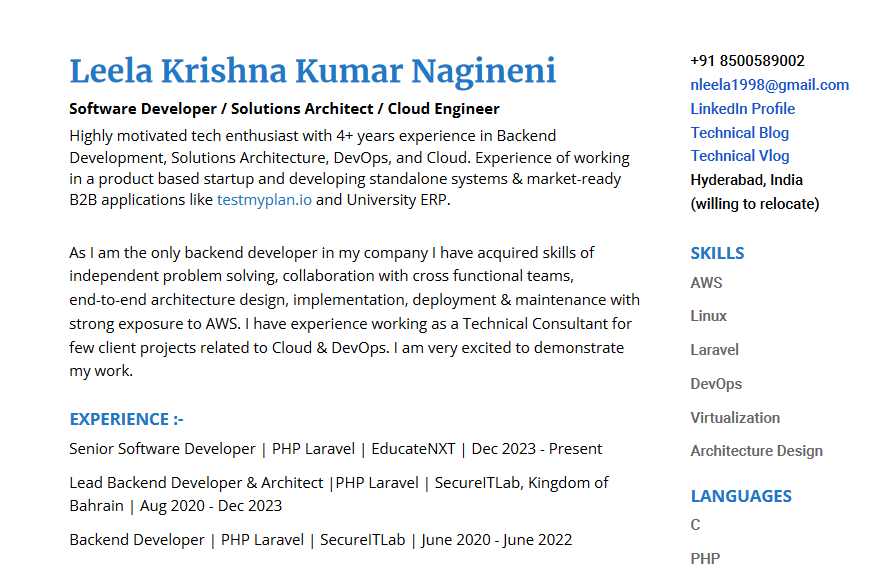 Leela Krishna Kumar Nagineni
Software Developer / Solutions Architect / Cloud Engineer
Highly motivated tech enthusiast with 4+ years experience in Backend
Development, Solutions Architecture, DevOps, and Cloud. Experience of working
in a product based startup and developing standalone systems & market-ready
B2B applications like testmyplan.io and University ERP.
As I am the only backend developer in my company I have acquired skills of
independent problem solving, collaboration with cross functional teams,
end-to-end architecture design, implementation, deployment & maintenance with
strong exposure to AWS. I have experience working as a Technical Consultant for
few client projects related to Cloud & DevOps. I am very excited to demonstrate
my work.
EXPERIENCE :-
Senior Software Developer | PHP Laravel | EducateNXT | Dec 2023 - Present
Lead Backend Developer & Architect |PHP Laravel | SecureITLab, Kingdom of
Bahrain | Aug 2020 - Dec 2023
Backend Developer | PHP Laravel | SecureITLab | June 2020 - June 2022
+91 8500589002
nleela1998@gmail.com
LinkedIn Profile
Technical Blog
Technical Vlog
Hyderabad, India
(willing to relocate)
SKILLS
AWS
Linux
Laravel
DevOps
Virtualization
Architecture Design
LANGUAGES
C
PHP